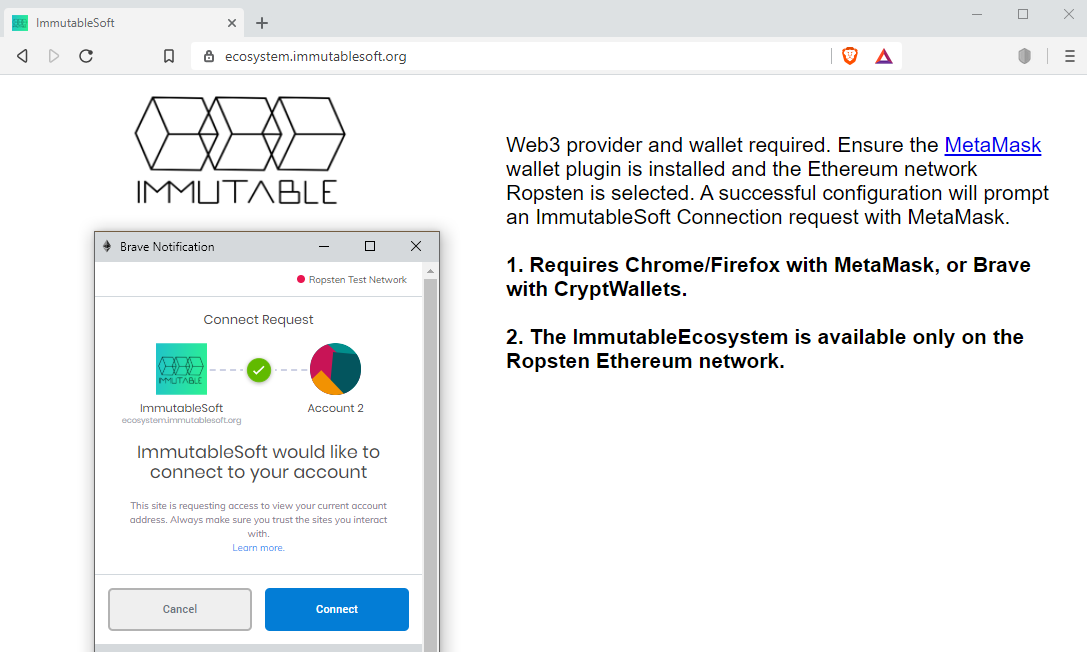 ImmutableSoft
ecosystem.immutablesoft.org
IMMUTABLE
Web3 provider and wallet required. Ensure the MetaMask
wallet plugin is installed and the Ethereum network
Ropsten is selected. A successful configuration will prompt
an ImmutableSoft Connection request with MetaMask.
1. Requires Chrome/Firefox with MetaMask, or Brave
with CryptWallets.
2. The ImmutableEcosystem is available only on the
Ropsten Ethereum network.
Brave Notification
Ropsten Test Network
Connect Request
IMMUTABLE
ImmutableSoft
Account 2
ecosystem.immutablesoft.org
ImmutableSoft would like to
connect to your account
This site is requesting access to view your current account
address. Always make sure you trust the sites you interact
with.
Learn more.
Cancel
Connect